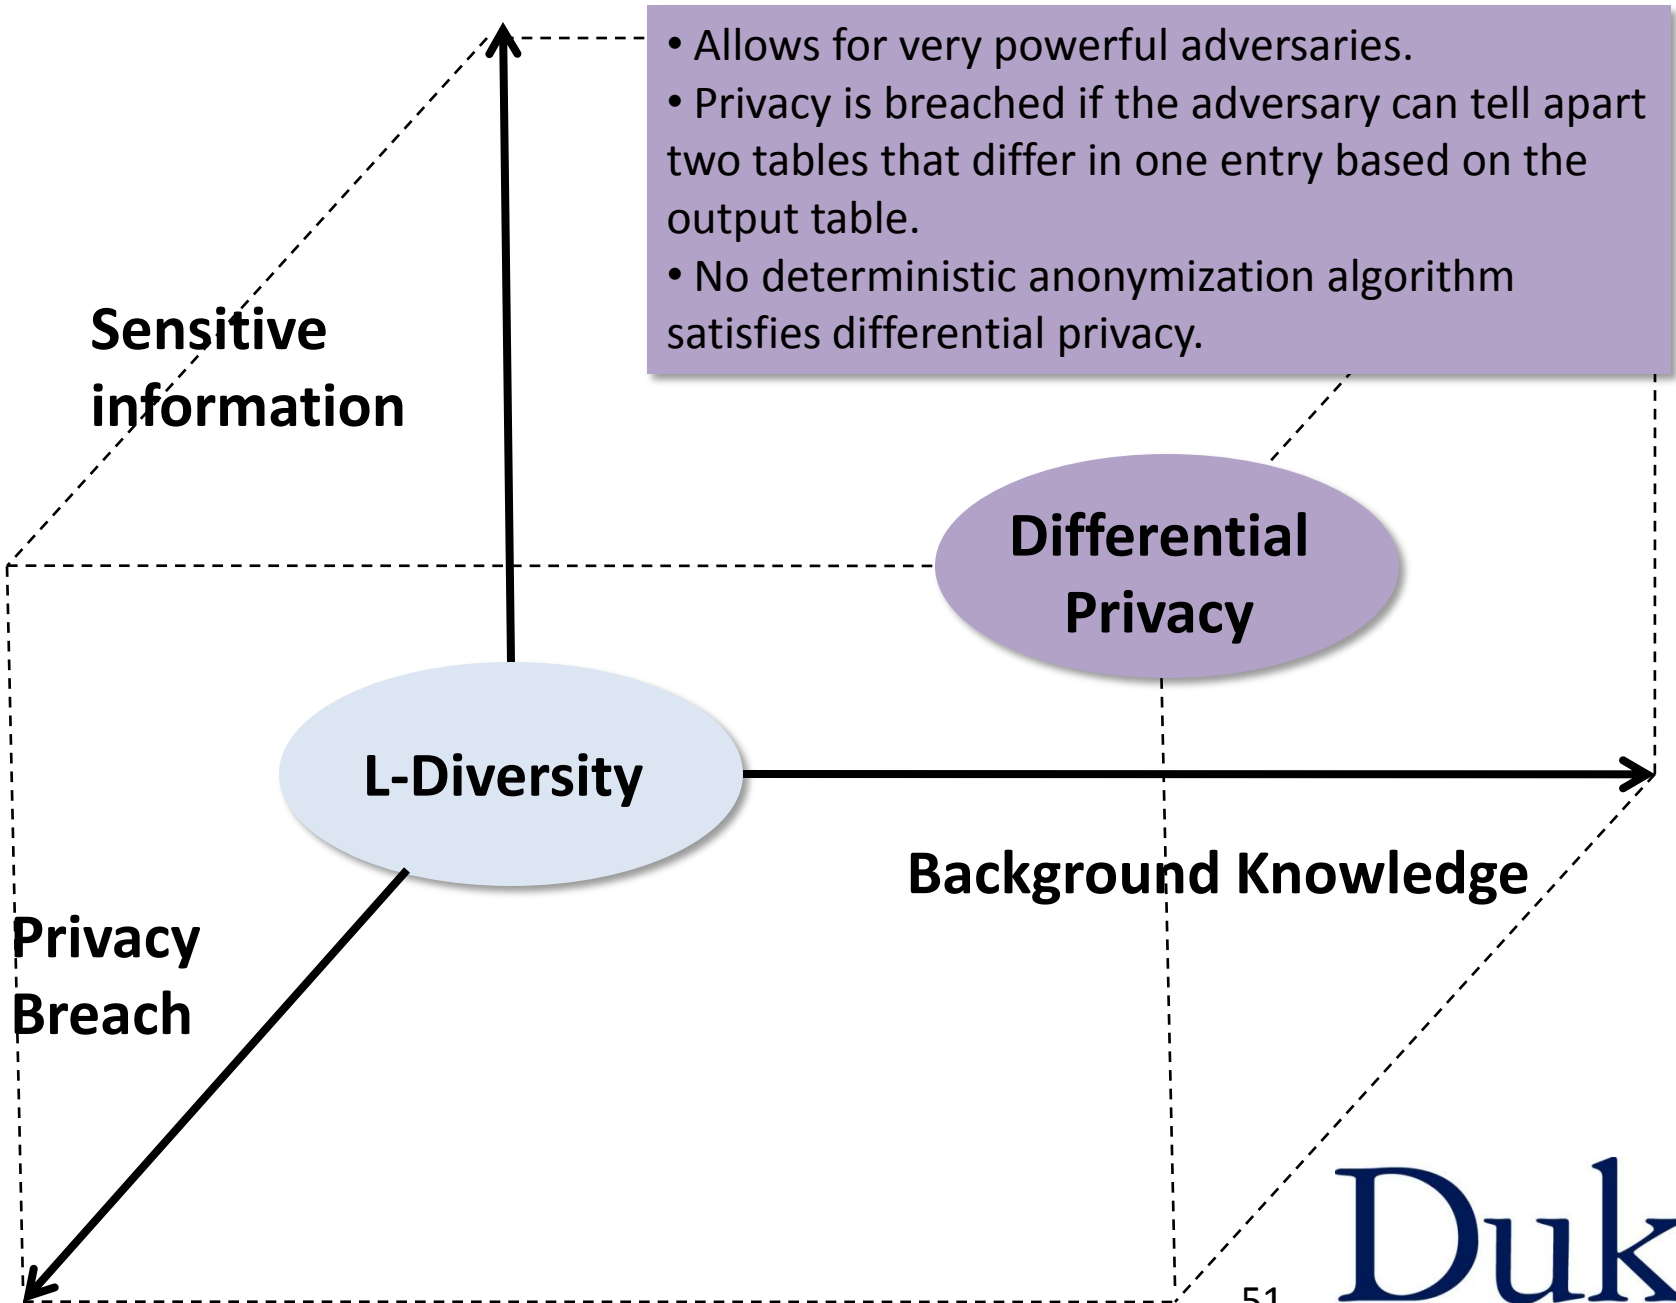 • Allows for very powerful adversaries.
• Privacy is breached if the adversary can tell apart
two tables that differ in one entry based on the
output table.
• No deterministic anonymization algorithm
satisfies differential privacy.
Sensitive
information
Differential
Privacy
L-Diversity
Background Knowledge
Privacy
Breach
51
Duk